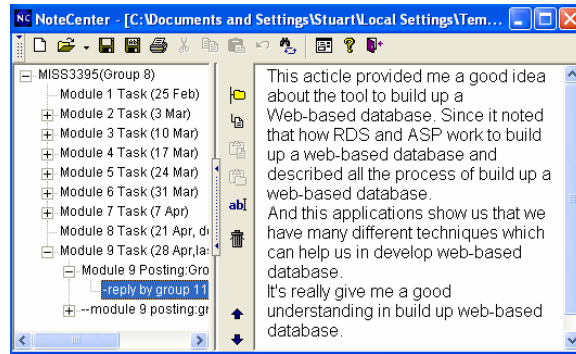 NoteCenter - [C:\Documents and Settings\Stuart\Local Settings\Tem...
MISS3395(Group 8)
Module 1 Task (25 Feb)
Module 2 Task (3 Mar)
Module 3 Task (10 Mar)
Module 4 Task (17 Mar)
Module 5 Task (24 Mar)
Module 6 Task (31 Mar)
Module 7 Task (7 Apr)
Module 8 Task (21 Apr, d
Module 9 Task (28 Apr,la
Module 9 Posting:Gro
-reply by group 11
--module 9 posting:gr
abI
This acticle provided me a good idea
about the tool to build up a
Web-based database. Since it noted
that how RDS and ASP work to build
up a web-based database and
described all the process of build up a
web-based database.
And this applications show us that we
have many different techniques which
can help us in develop web-based
database.
It's really give me a good
understanding in build up web-based
database.